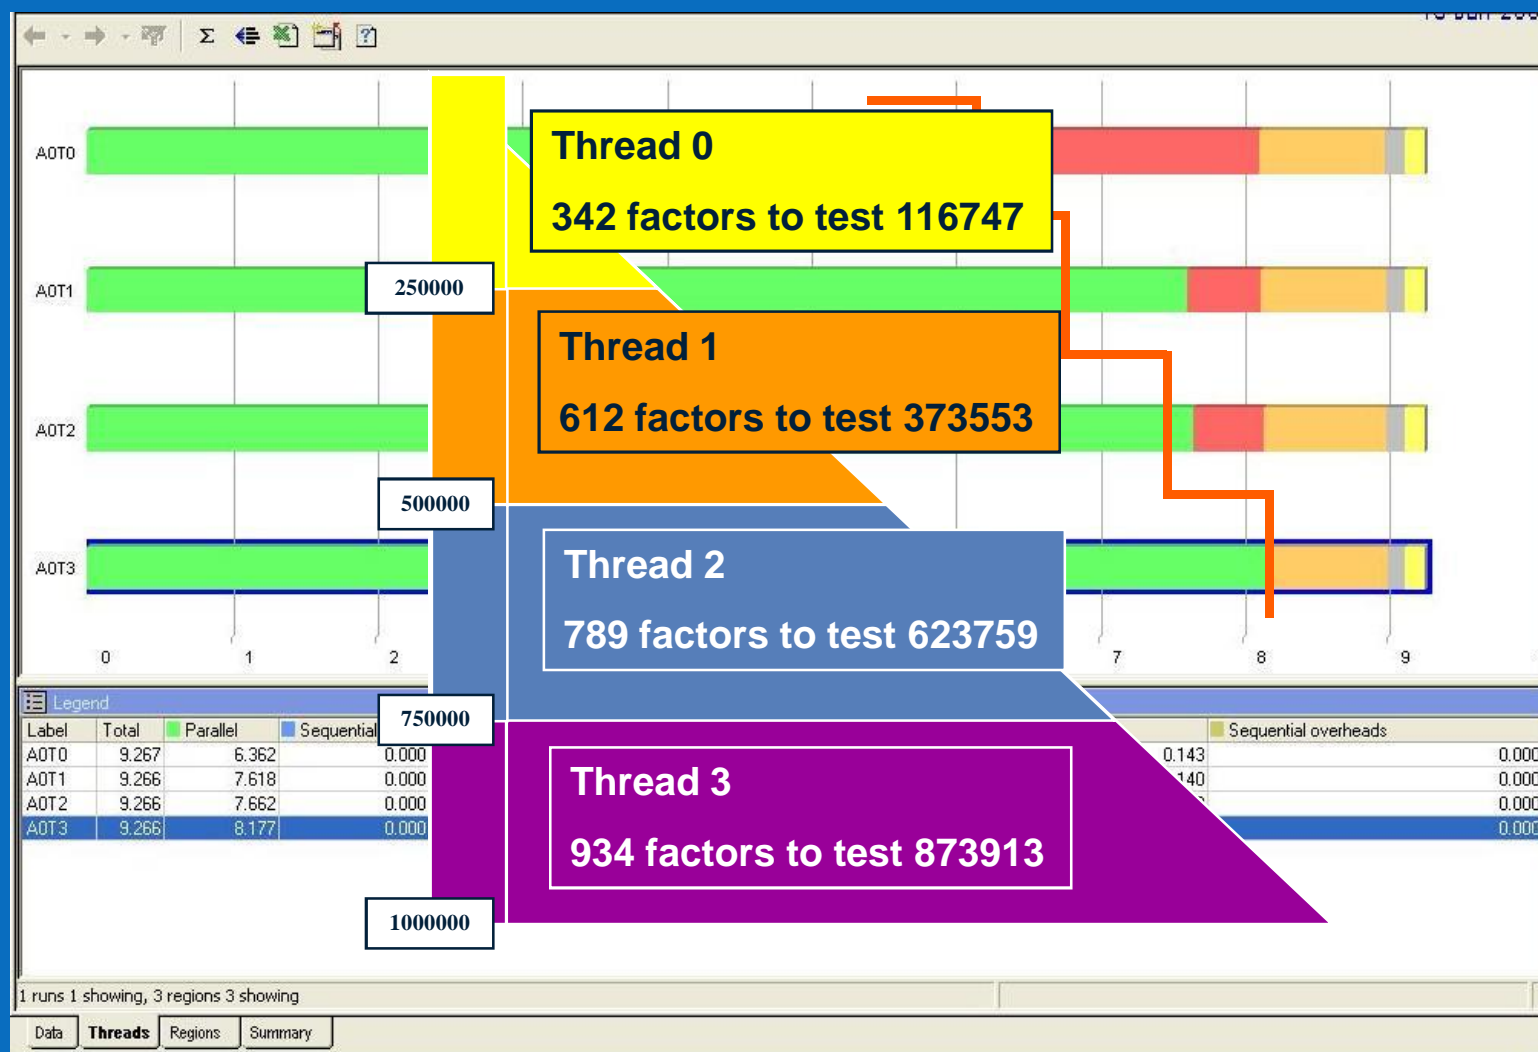 A0T0
Thread 0
342 factors to test 116747
A0T1
250000
Thread 1
612 factors to test 373553
A0T2
500000
Thread 2
A0T3
789 factors to test 623759
0 1 2 7 8 9
Legend
750000
Label Total Parallel Sequential Sequential overheads
A0T0 9.267 6.362 0.000 0.143 0.000
A0T1 9.266 7.618 0.000 140 0.000
A0T2 9.266 7.662 0.000 0.000
A0T3 9.266 8.177 0.000 0.000
Thread 3
934 factors to test 873913
1000000
1 runs 1 showing, 3 regions 3 showing
Data Threads Regions Summary